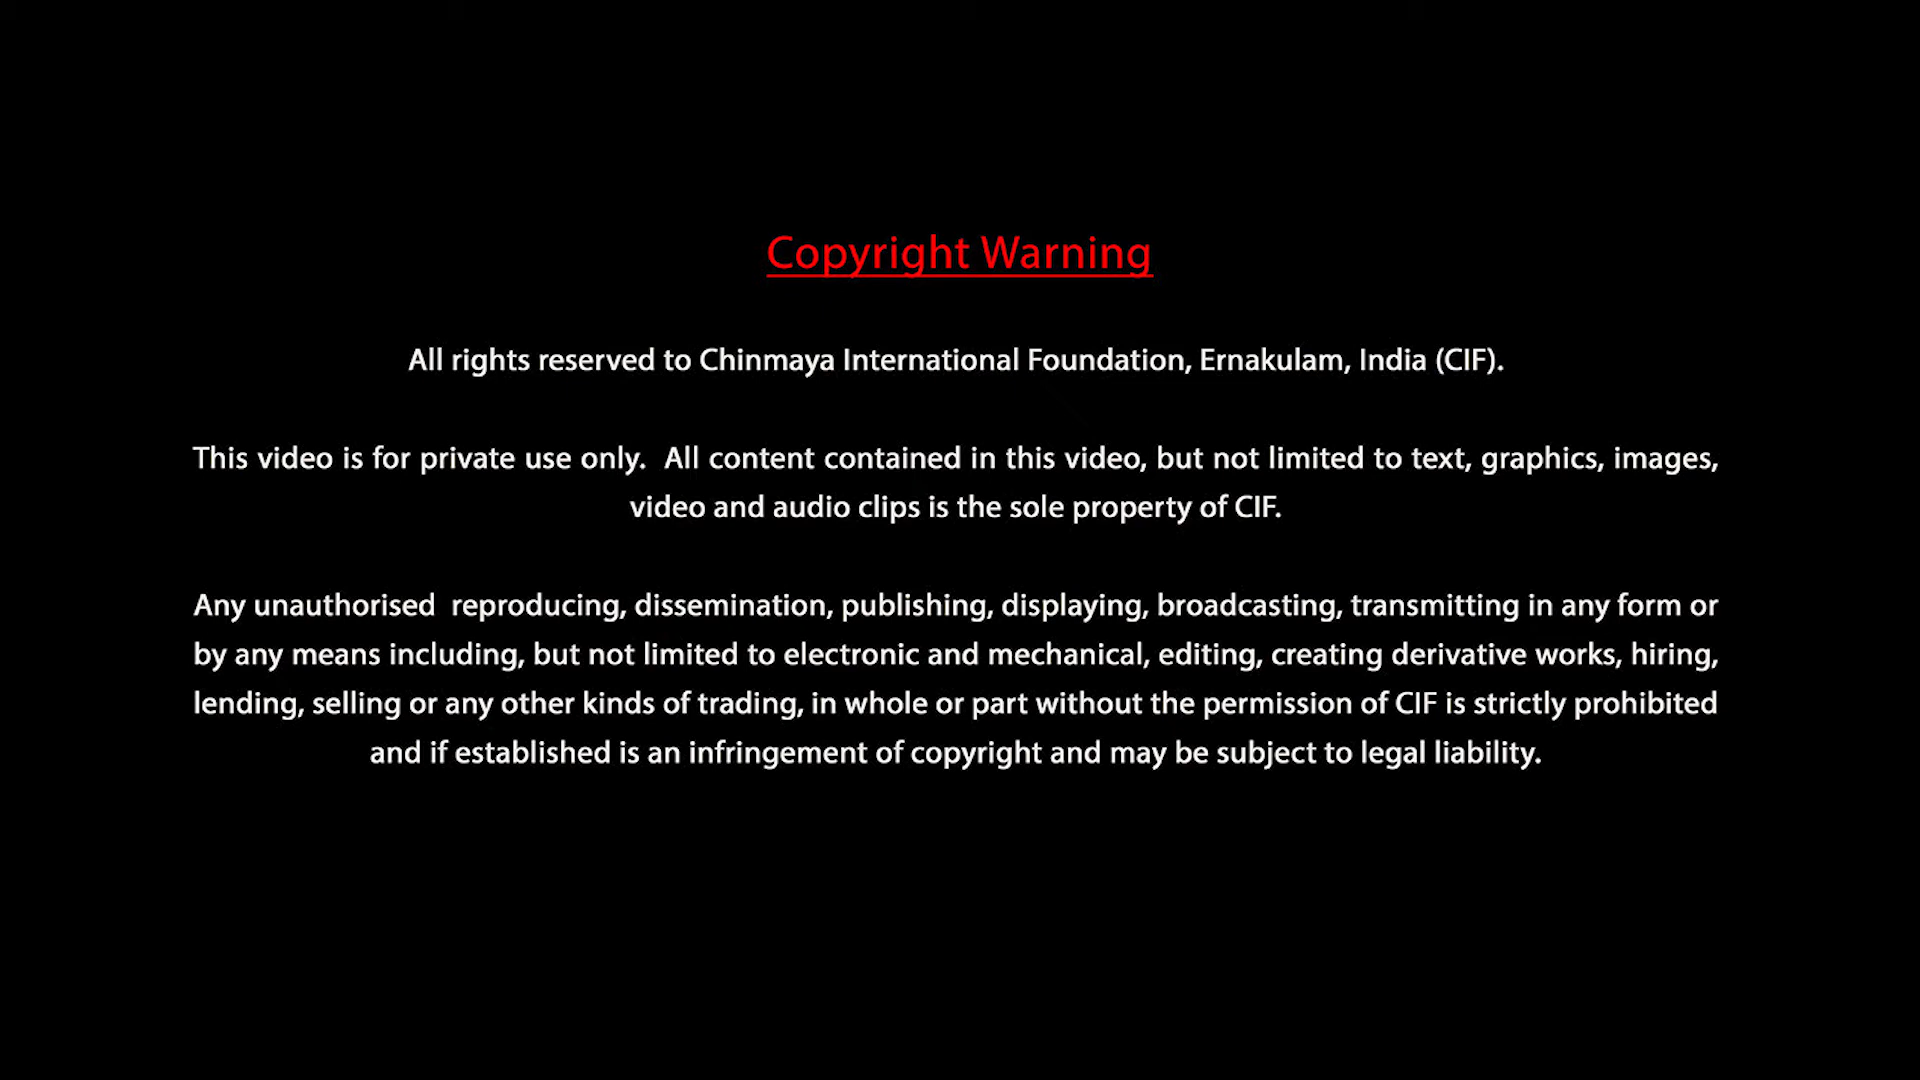 Copyright Warning
All rights reserved to Chinmaya International Foundation, Ernakulam, India (CIF).
This video is for private use only.  All content contained in this video, but not limited to text, graphics, images,
video and audio clips is the sole property of CIF.
Any unauthorised  reproducing, dissemination, publishing, displaying, broadcasting, transmitting in any form or
by any means including, but not limited to electronic and mechanical, editing, creating derivative works, hiring,
lending, selling or any other kinds of trading, in whole or part without the permission of CIF is strictly prohibited
and if established is an infringement of copyright and may be subject to legal liability.